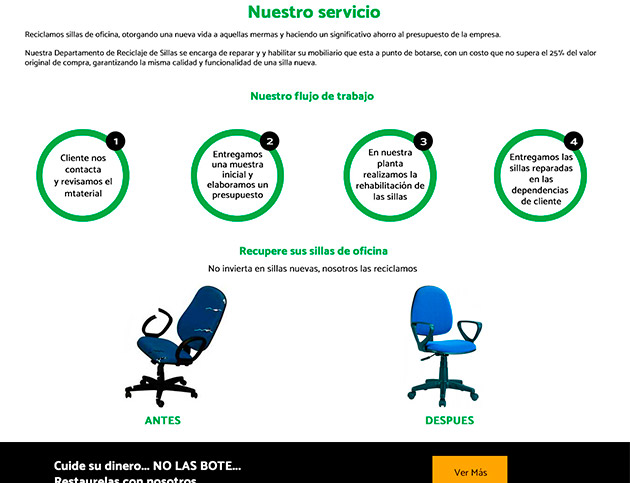 Nuestro servicio
Reciclamos sillas de oficina, otorgando una nueva vida a aquellas mermas y haciendo un significativo ahorro al presupuesto de la empresa.
Nuestra Departamento de Reciclaje de Sillas se encarga de reparar y y habilitar su mobiliario que esta a punto de botarse, con un costo que no supera el 25% del valor
original de compra, garantizando la misma calidad y funcionalidad de una silla nueva.
Nuestro flujo de trabajo
1
Cliente nos
contacta
y revisamos el
mtaterial
2
Entregamos
una muestra
inicial y
elaboramos un
presupuesto
3
En nuestra
planta
realizamos la
rehabilitación de
las sillas
4
Entregamos las
sillas reparadas
en las
dependencias
de cliente
Recupere sus sillas de oficina
No invierta en sillas nuevas, nosotros las reciclamos
ANTES
DESPUES
Cuide su dinero... NO LAS BOTE...
Restaurelas con nosotros
Ver Más